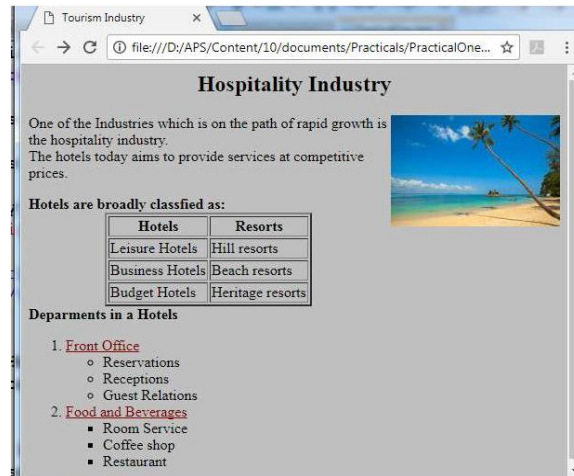 Tourism Industry
file:///D:/APS/Content/10/documents/Practicals/PracticalOne...
Hospitality Industry
One of the Industries which is on the path of rapid growth is
the hospitality industry.
The hotels today aims to provide services at competitive
prices.
Hotels are broadly classfied as:
Hotels Resorts
Leisure Hotels Hill resorts
Business Hotels Beach resorts
Budget Hotels Heritage resorts
Deparments in a Hotels
1. Front Office
Reservations
Receptions
Guest Relations
2. Food and Beverages
Room Service
Coffee shop
Restaurant